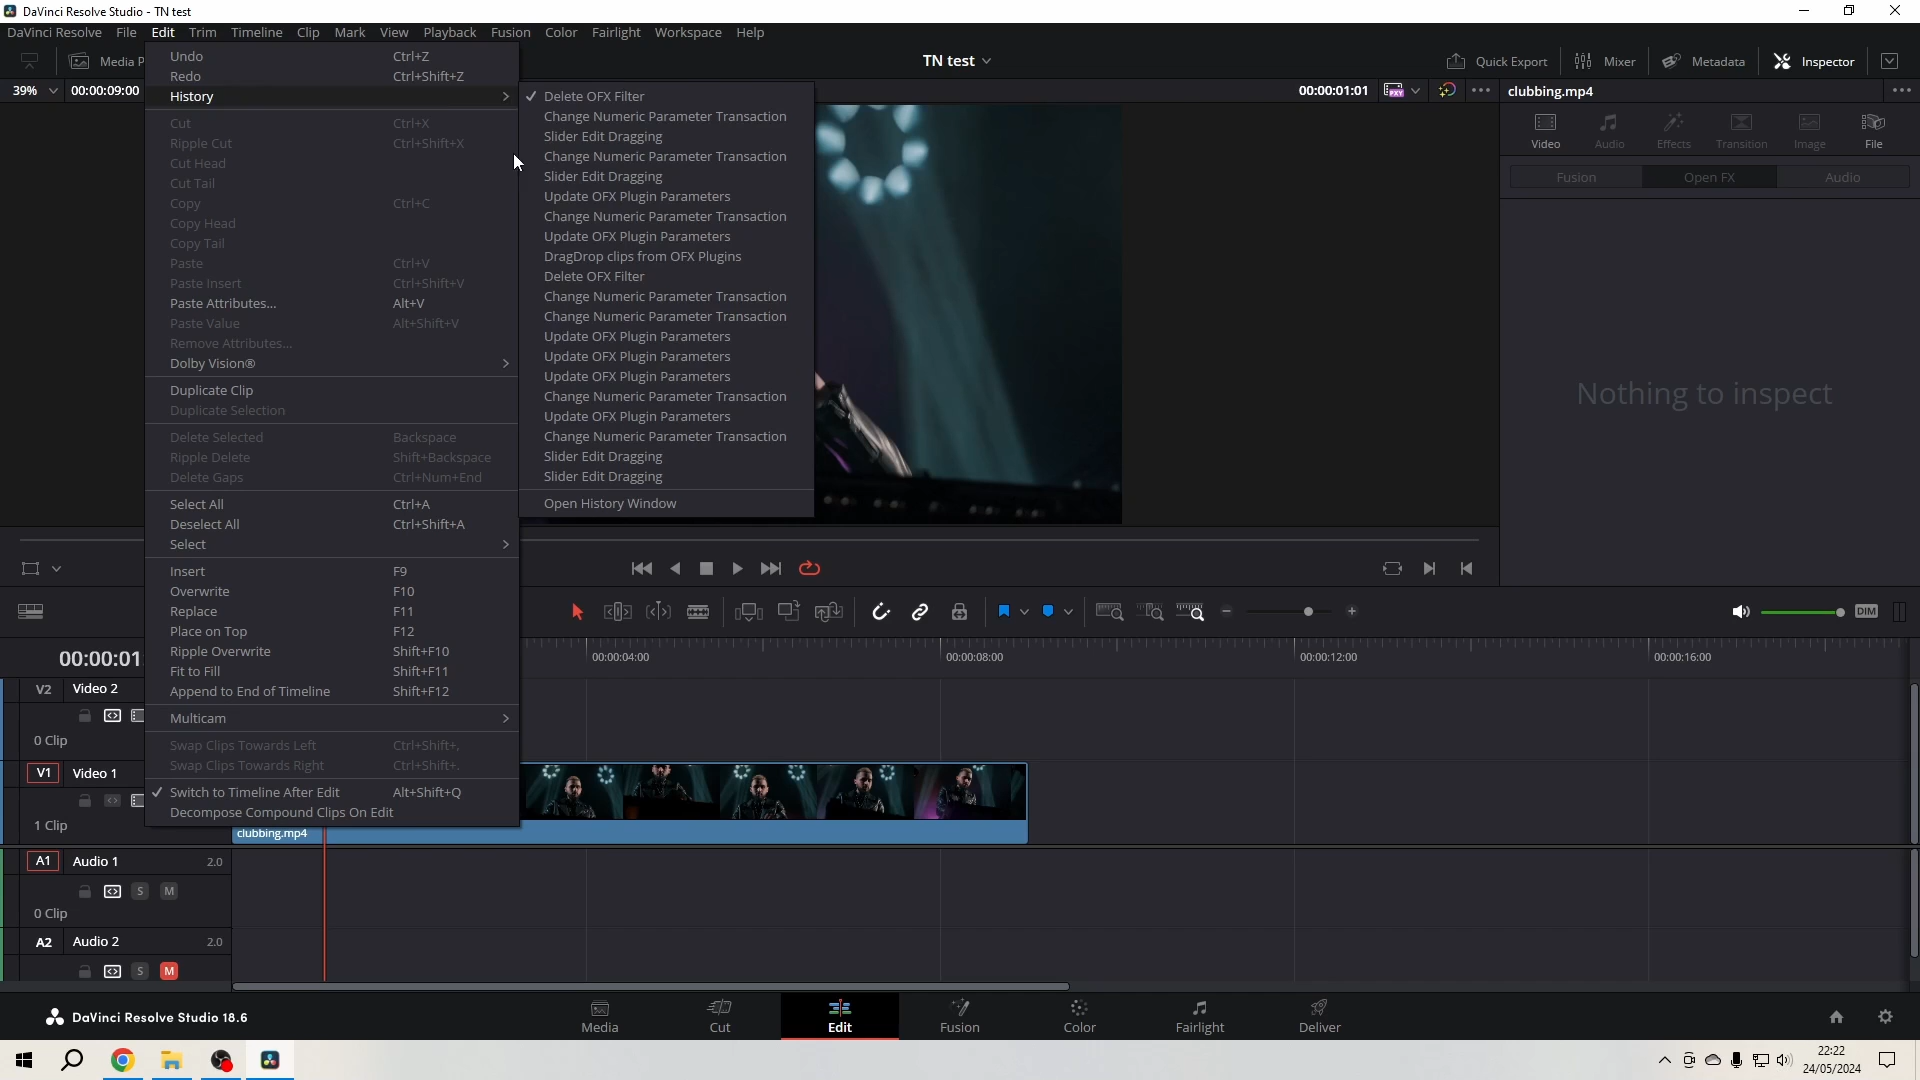 DaVinci Resolve Studio - TN test
DaVinci Resolve File Edit Trim Timeline Clip Mark View Playback Fusion Color Fairlight Workspace Help
Media P
TN test
Quick Export Mixer Metadata Inspector
39% 00:00:09:00
00:00:01:01
clubbing.mp4
Video Audio Effects Transition Image File
Fusion Open FX Audio
Nothing to inspect
Undo Ctrl+Z
Redo Ctrl+Shift+Z
History
Cut Ctrl+X
Ripple Cut Ctrl+Shift+X
Cut Head
Cut Tail
Copy Ctrl+C
Copy Head
Copy Tail
Paste Ctrl+V
Paste Insert Ctrl+Shift+V
Paste Attributes... Alt+V
Paste Value Alt+Shift+V
Remove Attributes...
Dolby Vision®
Duplicate Clip
Duplicate Selection
Delete Selected Backspace
Ripple Delete Shift+Backspace
Delete Gaps Ctrl+Num+End
Select All Ctrl+A
Deselect All Ctrl+Shift+A
Select
Insert F9
Overwrite F10
Replace F11
Place on Top F12
Ripple Overwrite Shift+F10
Fit to Fill Shift+F11
Append to End of Timeline Shift+F12
Multicam
Swap Clips Towards Left Ctrl+Shift+,
Swap Clips Towards Right Ctrl+Shift+.
Switch to Timeline After Edit Alt+Shift+Q
Decompose Compound Clips On Edit
Delete OFX Filter
Change Numeric Parameter Transaction
Slider Edit Dragging
Change Numeric Parameter Transaction
Slider Edit Dragging
Update OFX Plugin Parameters
Change Numeric Parameter Transaction
Update OFX Plugin Parameters
DragDrop clips from OFX Plugins
Delete OFX Filter
Change Numeric Parameter Transaction
Change Numeric Parameter Transaction
Update OFX Plugin Parameters
Update OFX Plugin Parameters
Update OFX Plugin Parameters
Change Numeric Parameter Transaction
Update OFX Plugin Parameters
Change Numeric Parameter Transaction
Slider Edit Dragging
Slider Edit Dragging
Open History Window
DIM
00:00:01:
00:00:04:00 00:00:08:00 00:00:12:00 00:00:16:00
V2 Video 2
0 Clip
V1 Video 1
1 Clip
clubbing.mp4
A1 Audio 1 2.0
S M
0 Clip
A2 Audio 2 2.0
S M
DaVinci Resolve Studio 18.6
Media Cut Edit Fusion Color Fairlight Deliver
22:22
24/05/2024